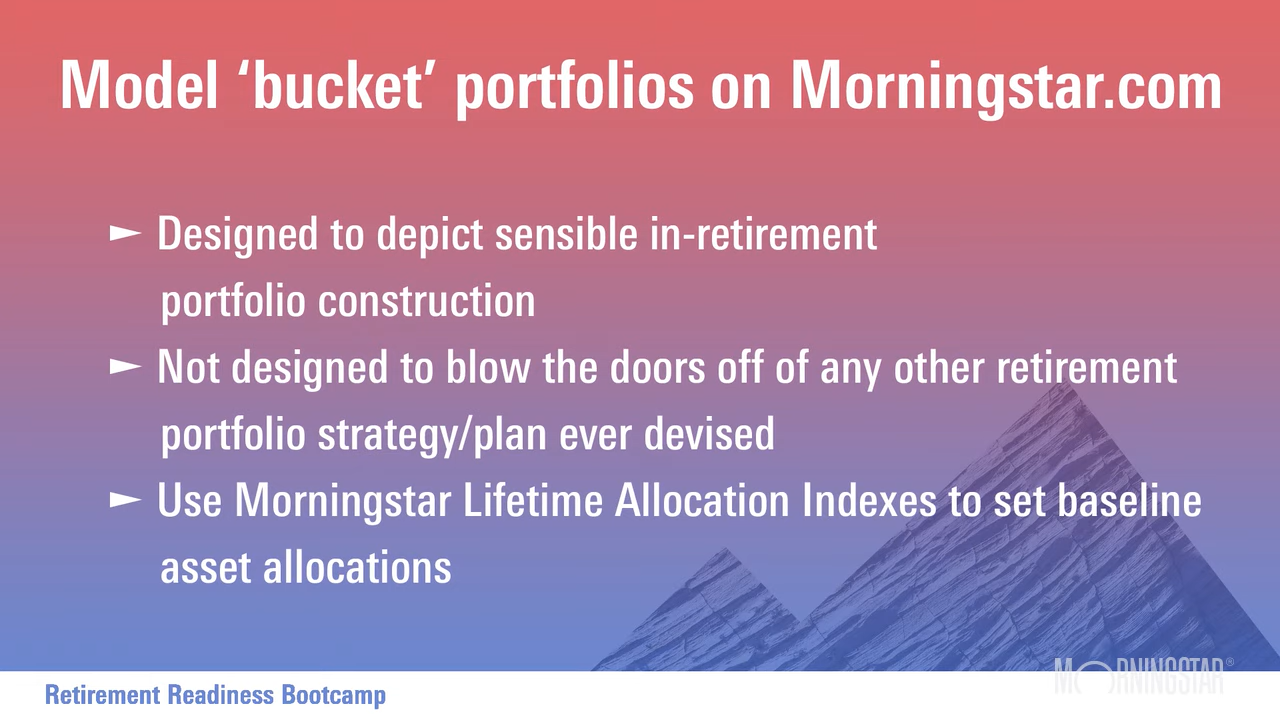 Model ‘bucket’ portfolios on Morningstar.com
► Designed to depict sensible in-retirement
portfolio construction
► Not designed to blow the doors off of any other retirement
portfolio strategy/plan ever devised
► Use Morningstar Lifetime Allocation Indexes to set baseline
asset allocations
MORNINGSTAR®
Retirement Readiness Bootcamp